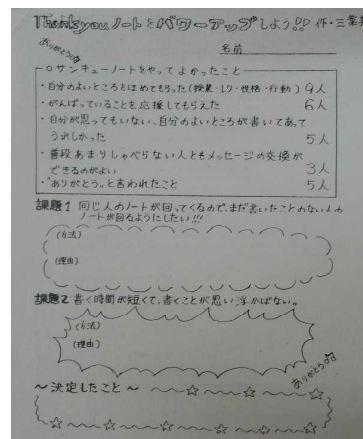 Thank you ノートをパワーアップしよう!!
ありがとう
名前
○サンキューノートをやってよかったこと
・自分のよいところをほめてもらった(授業・しり・性格・行動) 9人
・がんばっていることを応援してもらえた 6人
・自分が思ってもいない、自分のよいところが書いてあって
うれしかった 5人
・普段あまりしゃべらない人ともメッセージの交換が
できるのがよい 3人
・"ありがとう"と言われたこと 5人
課題1 同じ人のノートが回ってくるので、まだ書いたことのない人の
ノートが回るようにしたい!!!
(方法)
(理由)
課題2 書く時間が短くて、書くことが思い浮かばない。
(方法)
(理由)
ありがとう
〜決定したこと〜